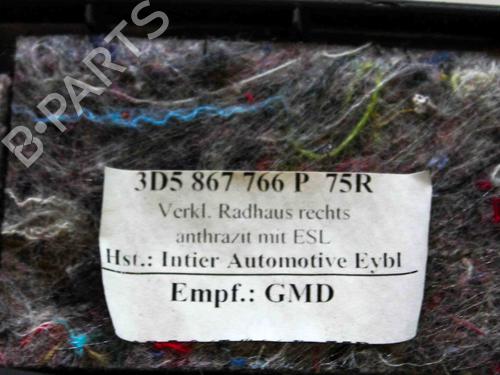 B-PARTS
3D5 867 766 P 75R
Verkl. Radhaus rechts
anthrazit mit ESL
Hst.: Intier Automotive Eybl
Empf.: GMD